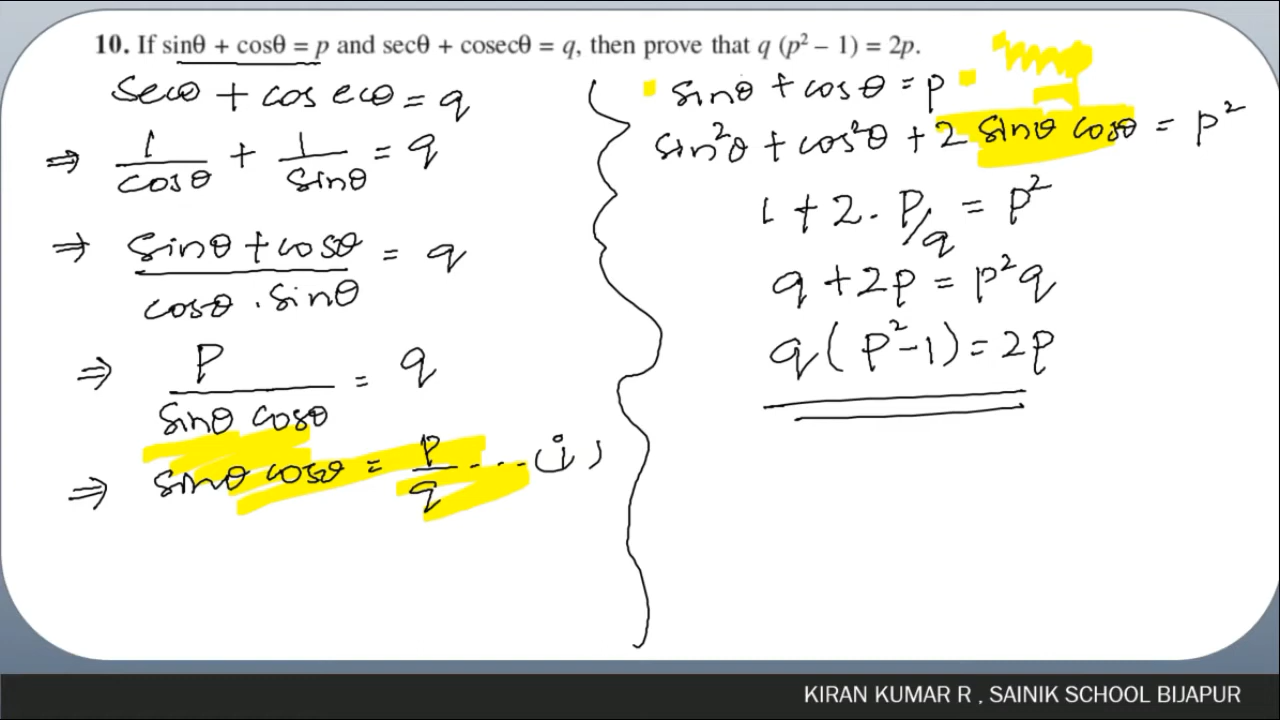 10. If sinθ + cosθ = p and secθ + cosecθ = q, then prove that q (p² – 1) = 2p.
secθ + cosecθ = q
⇒ 1/cosθ + 1/sinθ = q
⇒ sinθ + cosθ / cosθ . sinθ = q
⇒ p / sinθ cosθ = q
⇒ sinθ cosθ = p/q ---- (i)
sinθ + cosθ = p
sin²θ + cos²θ + 2 sinθ cosθ = p²
1 + 2 . p/q = p²
q + 2p = p²q
q (p² - 1) = 2p
KIRAN KUMAR R , SAINIK SCHOOL BIJAPUR